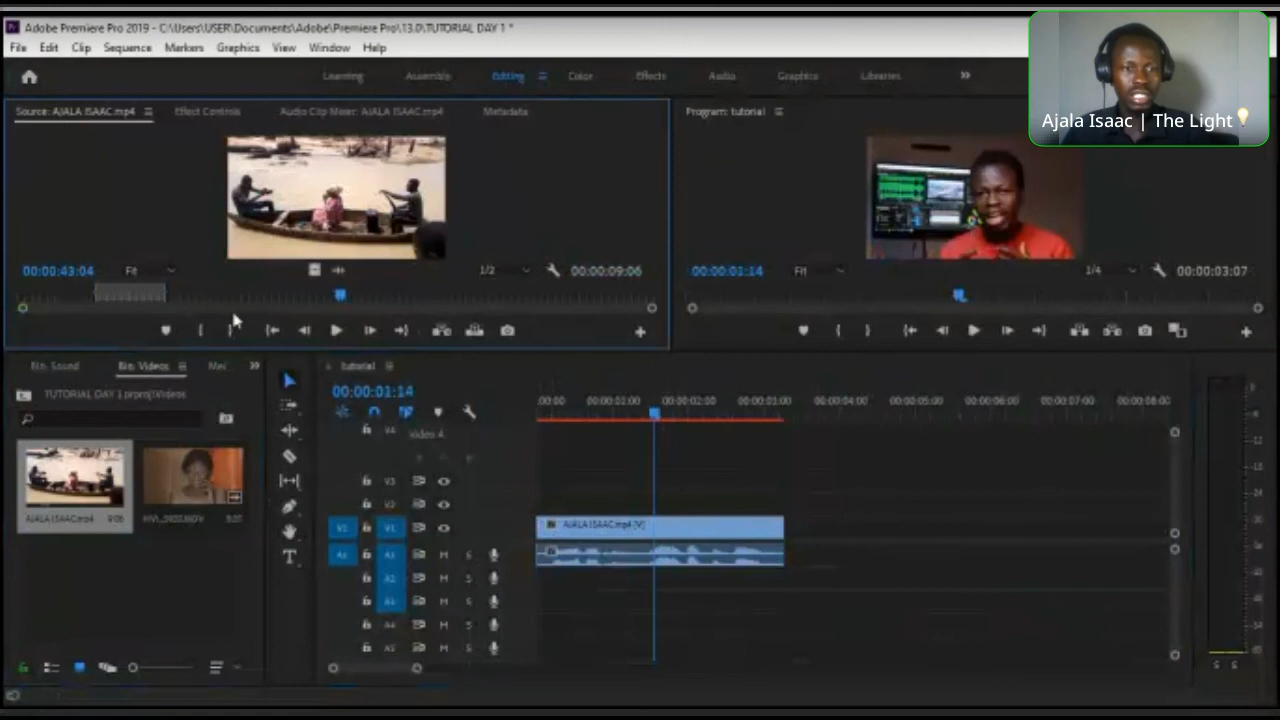 Adobe Premiere Pro 2019 - C:\Users\USER\Documents\Adobe\Premiere Pro\13.0\TUTORIAL DAY 1 *
File Edit Clip Sequence Markers Graphics View Window Help
Learning Assembly Editing Color Effects Audio Graphics Libraries
Ajala Isaac | The Light
Source: AJALA ISAAC.mp4 Effect Controls Audio Clip Mixer: AJALA ISAAC.mp4 Metadata
Program: tutorial
00:00:43:04 Fit 1/2 00:00:09:06
00:00:01:14 Fit 1/4 00:00:03:07
Bin: Sound Bin: Videos
tutorial
TUTORIAL DAY 1.prproj\Videos
00:00:01:14
:00:00 00:00:01:00 00:00:02:00 00:00:03:00 00:00:04:00 00:00:05:00 00:00:06:00 00:00:07:00 00:00:08:00
V4 Video 4
V3
V2
V1 V1
AJALA ISAAC.mp4 [V]
AJALA ISAAC.mp4 9:06
A1 A1 M S
A2 M S
A3 M S
A4 M S
A5 M S
S S